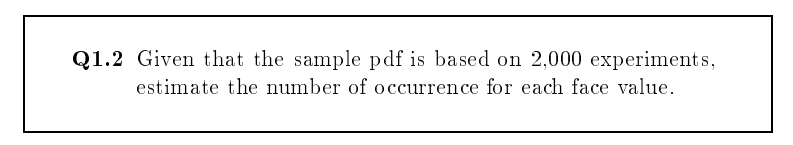 Q1.2 Given that the sample pdf is based on 2,000 experiments,
estimate the number of occurrence for each face value.